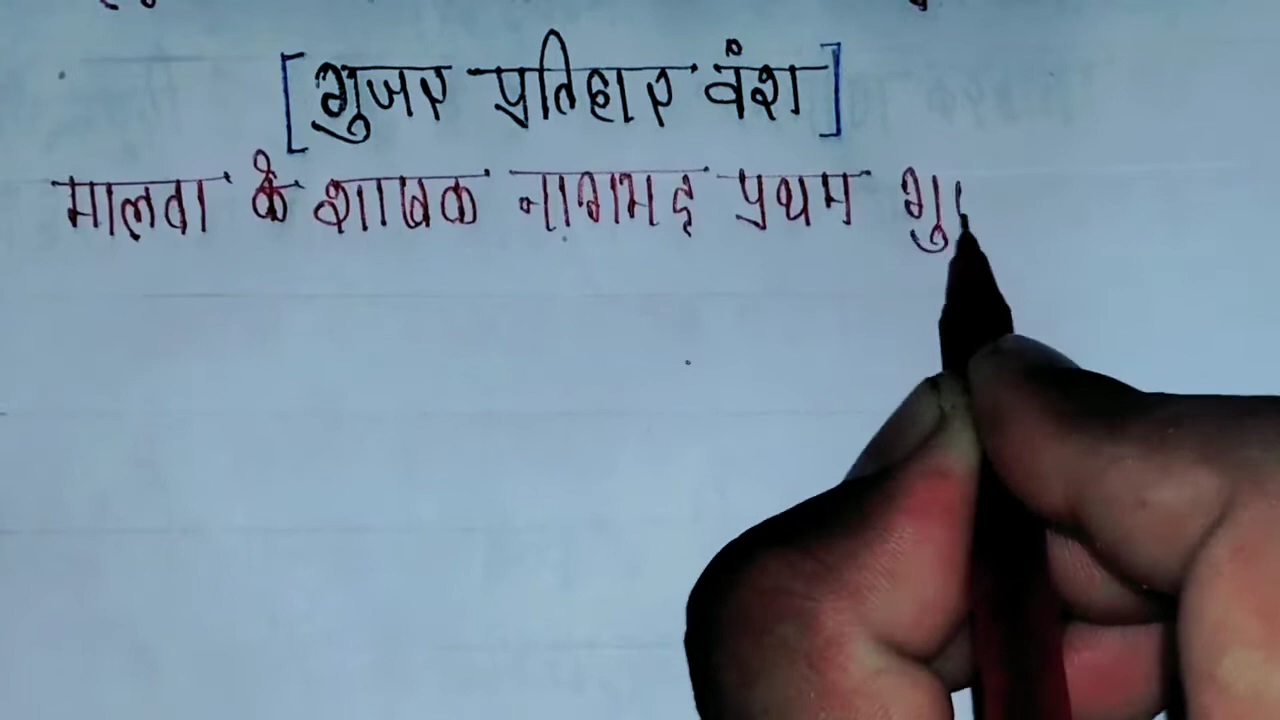 [गुजर प्रतिहार वंश]
मालवा के शासक नागभट्ट प्रथम गु